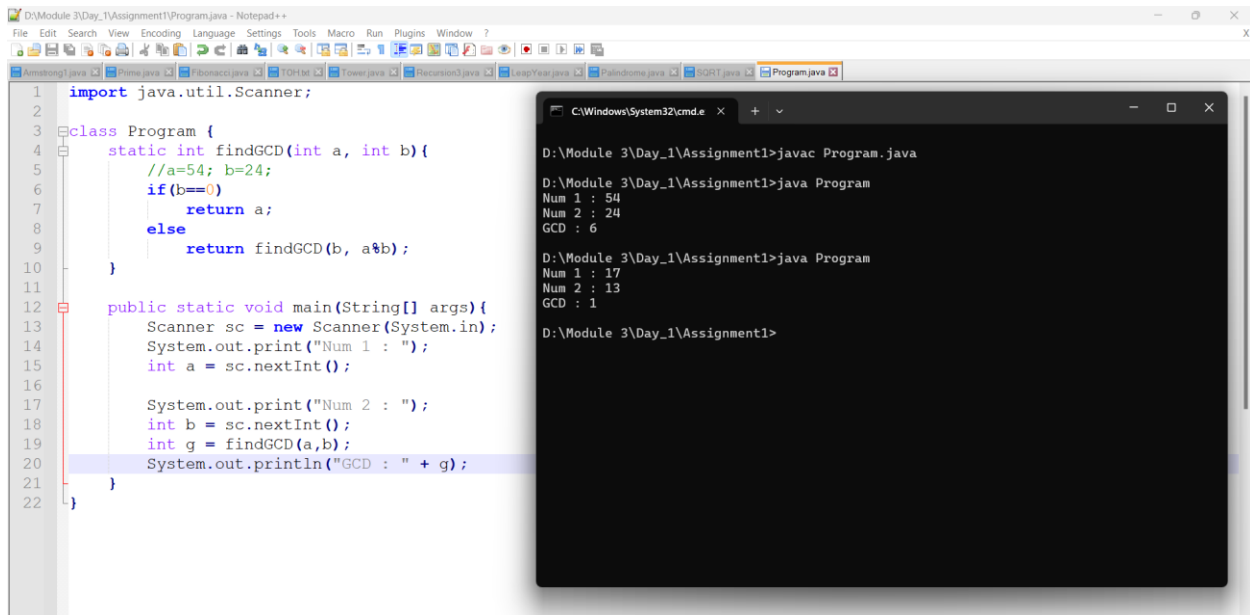 D:\Module 3\Day_1\Assignment1\Program.java - Notepad++
File Edit Search View Encoding Language Settings Tools Macro Run Plugins Window ?
X
Armstrong1.java Prime.java Fibonacci.java TOH.txt Tower.java Recursion3.java LeapYear.java Palindrome.java SQRT.java Program.java
1 import java.util.Scanner;
2
3 class Program {
4 static int findGCD(int a, int b){
5 //a=54; b=24;
6 if(b==0)
7 return a;
8 else
9 return findGCD(b, a%b);
10 }
11
12 public static void main(String[] args){
13 Scanner sc = new Scanner(System.in);
14 System.out.print("Num 1 : ");
15 int a = sc.nextInt();
16
17 System.out.print("Num 2 : ");
18 int b = sc.nextInt();
19 int g = findGCD(a,b);
20 System.out.println("GCD : " + g);
21 }
22 }
C:\Windows\System32\cmd.e
D:\Module 3\Day_1\Assignment1>javac Program.java
D:\Module 3\Day_1\Assignment1>java Program
Num 1 : 54
Num 2 : 24
GCD : 6
D:\Module 3\Day_1\Assignment1>java Program
Num 1 : 17
Num 2 : 13
GCD : 1
D:\Module 3\Day_1\Assignment1>